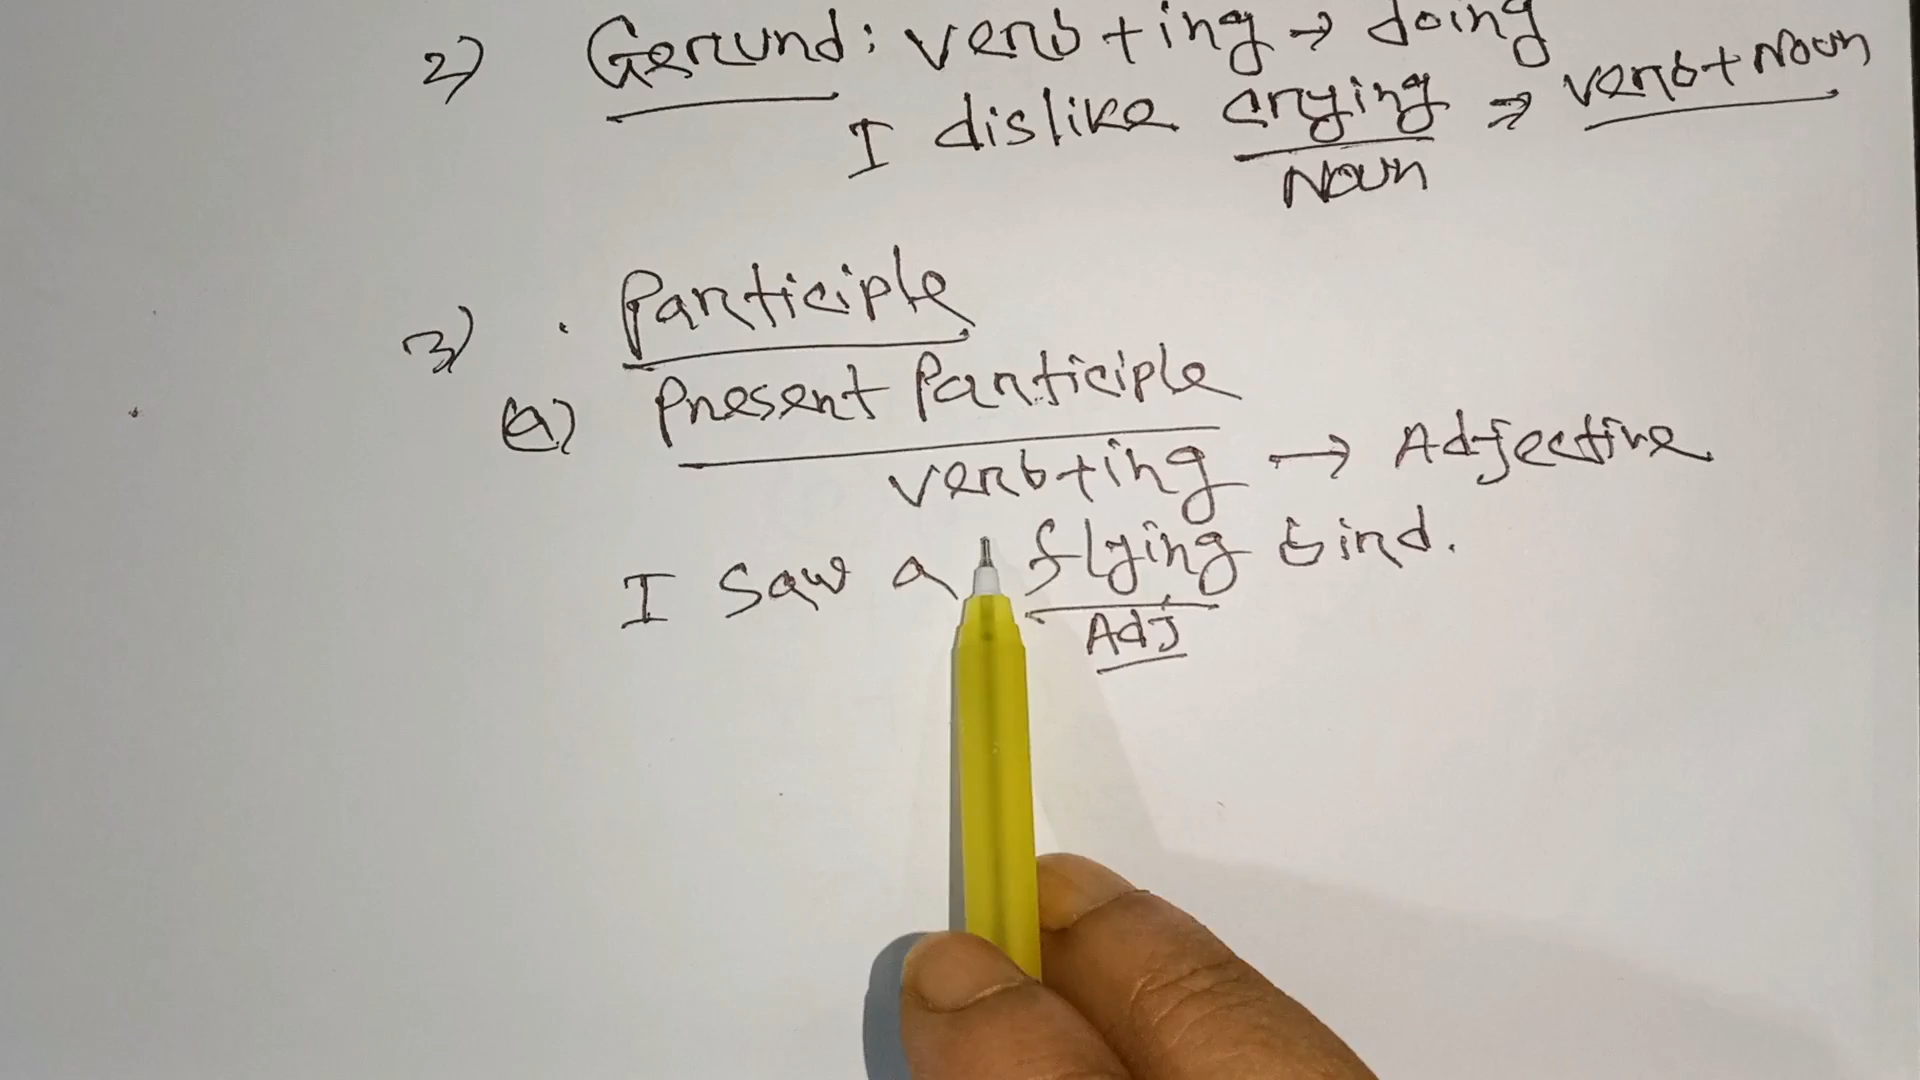 2) Gerund: verb + ing → doing
I dislike crying ⇒ verb + Noun
Noun
3) Participle
(a) Present Participle
verb + ing → Adjective
I saw a flying bird.
Adj